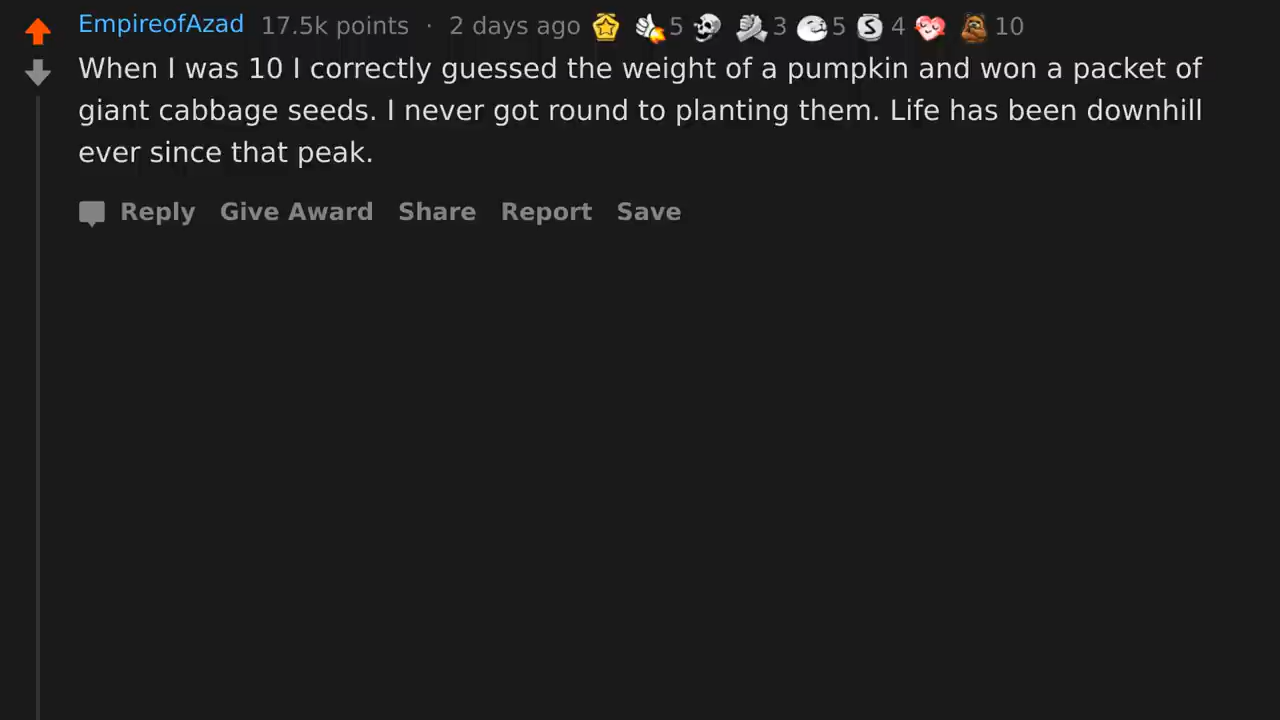 EmpireofAzad 17.5k points · 2 days ago 5 3 5 S 4 10
When I was 10 I correctly guessed the weight of a pumpkin and won a packet of
giant cabbage seeds. I never got round to planting them. Life has been downhill
ever since that peak.
Reply Give Award Share Report Save